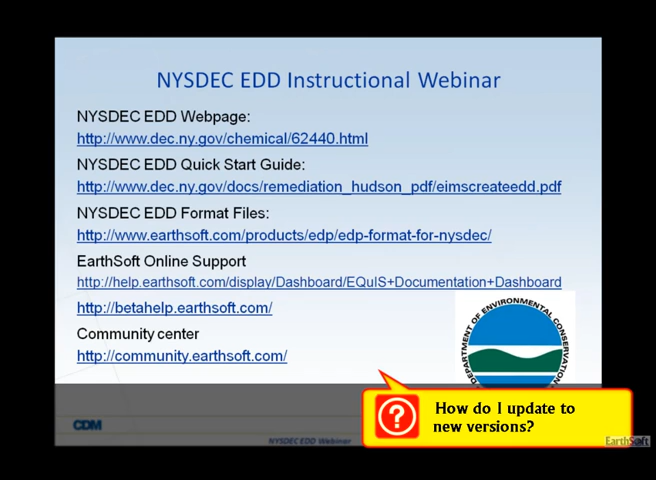 NYSDEC EDD Instructional Webinar
NYSDEC EDD Webpage:
http://www.dec.ny.gov/chemical/62440.html
NYSDEC EDD Quick Start Guide:
http://www.dec.ny.gov/docs/remediation_hudson_pdf/eimscreateedd.pdf
NYSDEC EDD Format Files:
http://www.earthsoft.com/products/edp/edp-format-for-nysdec/
EarthSoft Online Support
http://help.earthsoft.com/display/Dashboard/EQuIS+Documentation+Dashboard
http://betahelp.earthsoft.com/
Community center
http://community.earthsoft.com/
DEPARTMENT OF ENVIRONMENTAL CONSERVATION
?
How do I update to
new versions?
CDM
NYSDEC EDD Webinar
EarthSoft